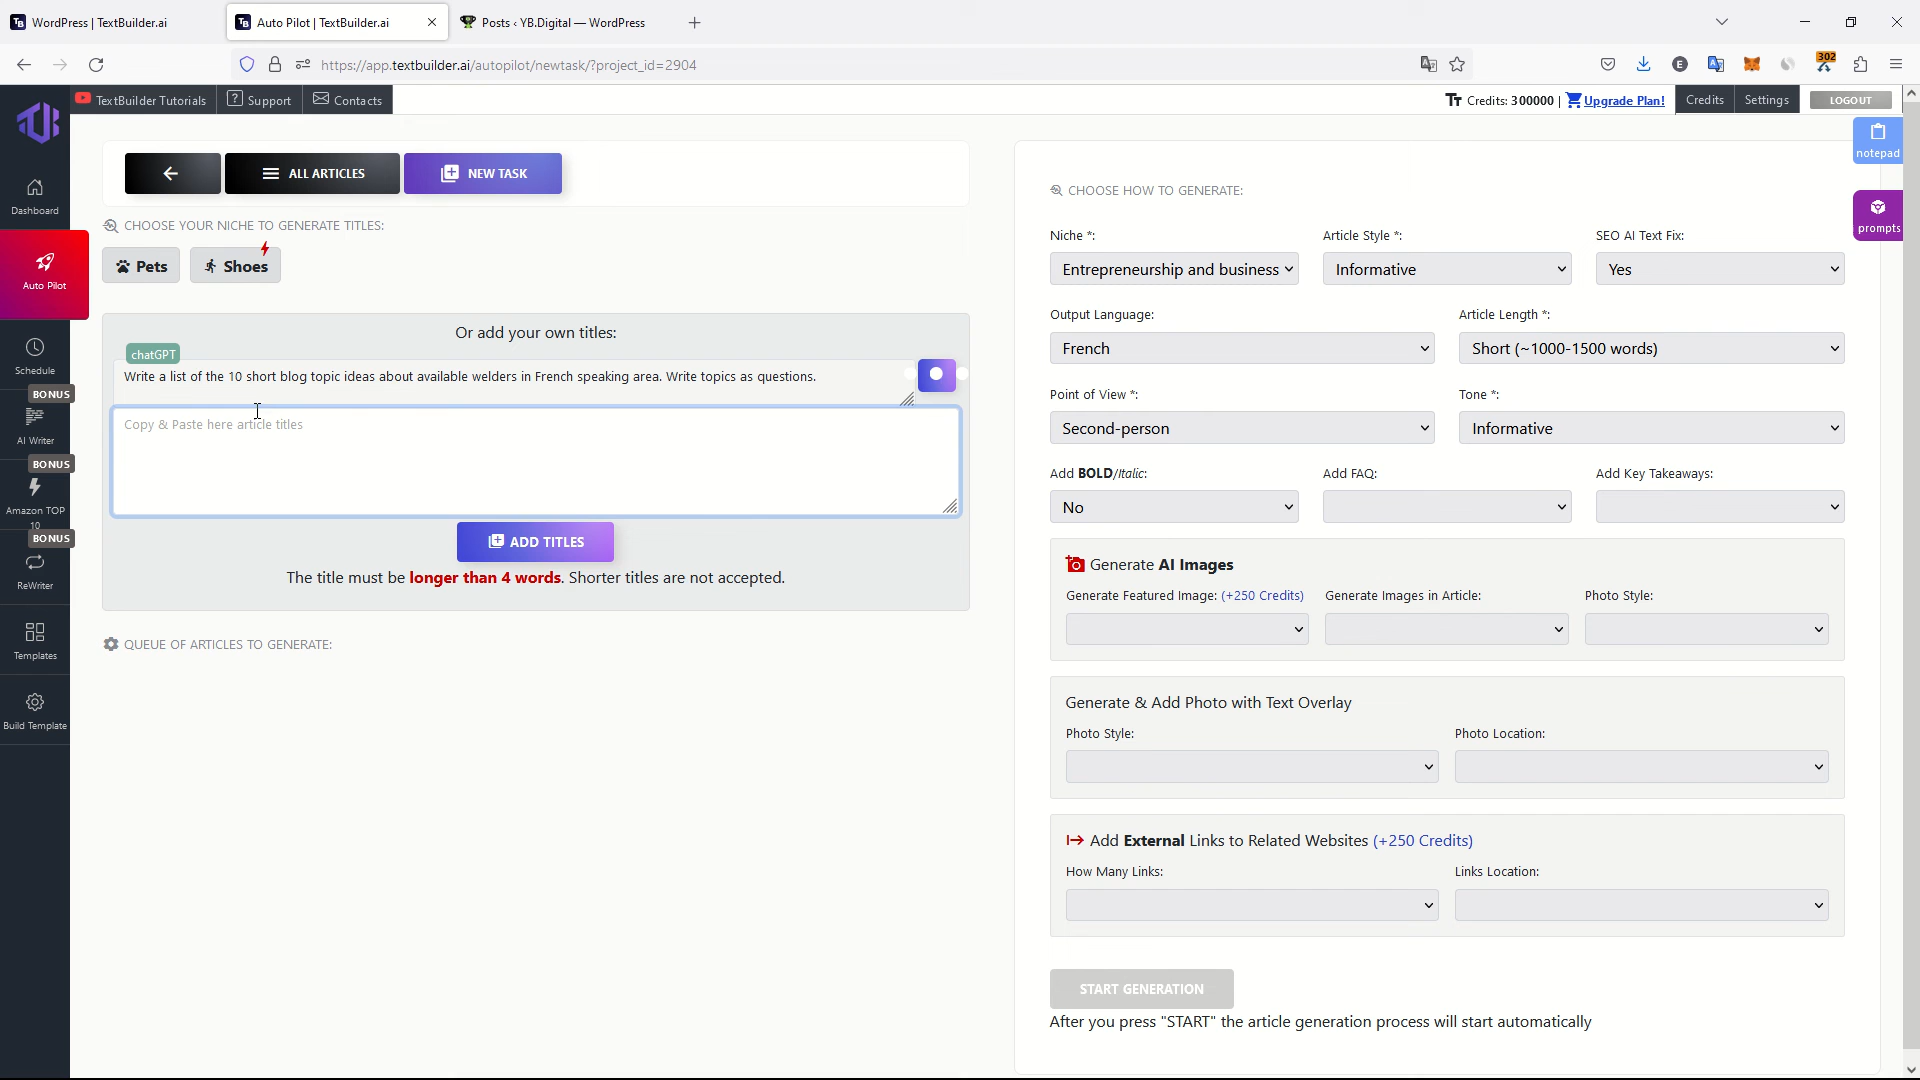 WordPress | TextBuilder.ai
Auto Pilot | TextBuilder.ai
Posts ‹ YB.Digital — WordPress
https://app.textbuilder.ai/autopilot/newtask/?project_id=2904
302
TextBuilder Tutorials
Support
Contacts
Credits: 300000 | Upgrade Plan!
Credits
Settings
LOGOUT
notepad
prompts
Dashboard
Auto Pilot
Schedule
BONUS
AI Writer
BONUS
Amazon TOP
10
BONUS
ReWriter
Templates
Build Template
ALL ARTICLES
NEW TASK
CHOOSE YOUR NICHE TO GENERATE TITLES:
Pets
Shoes
Or add your own titles:
chatGPT
Write a list of the 10 short blog topic ideas about available welders in French speaking area. Write topics as questions.
Copy & Paste here article titles
ADD TITLES
The title must be longer than 4 words. Shorter titles are not accepted.
QUEUE OF ARTICLES TO GENERATE:
CHOOSE HOW TO GENERATE:
Niche *:
Article Style *:
SEO AI Text Fix:
Entrepreneurship and business
Informative
Yes
Output Language:
Article Length *:
French
Short (~1000-1500 words)
Point of View *:
Tone *:
Second-person
Informative
Add BOLD/Italic:
Add FAQ:
Add Key Takeaways:
No
Generate AI Images
Generate Featured Image: (+250 Credits)
Generate Images in Article:
Photo Style:
Generate & Add Photo with Text Overlay
Photo Style:
Photo Location:
Add External Links to Related Websites (+250 Credits)
How Many Links:
Links Location:
START GENERATION
After you press "START" the article generation process will start automatically